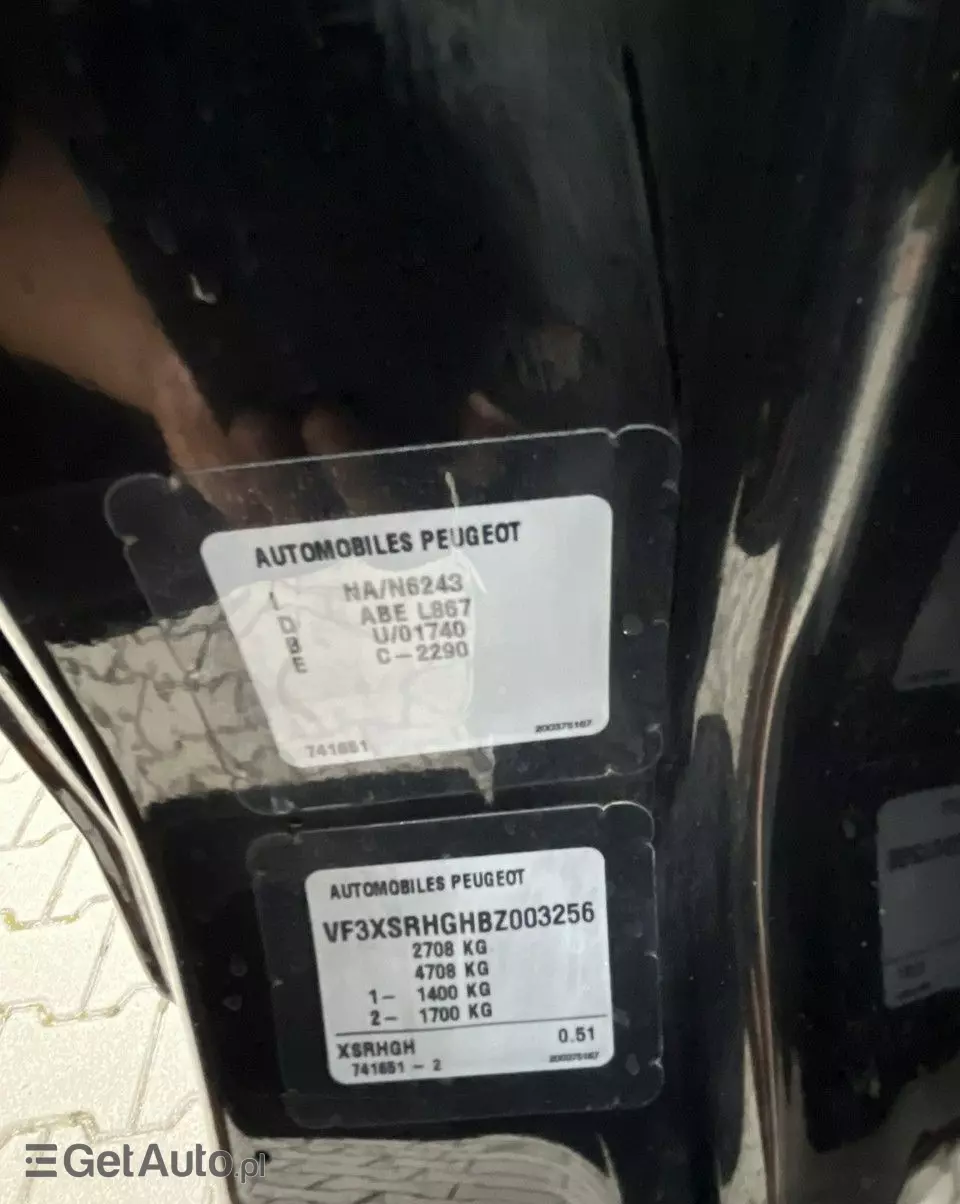 AUTOMOBILES PEUGEOT
I NA/N6243
D ABE L867
B U/01740
E C-2290
741651
200375167
AUTOMOBILES PEUGEOT
VF3XSRHGHBZ003256
2708 KG
4708 KG
1- 1400 KG
2- 1700 KG
XSRHGH 0.51
741651 - 2
200375167
GetAuto.pl